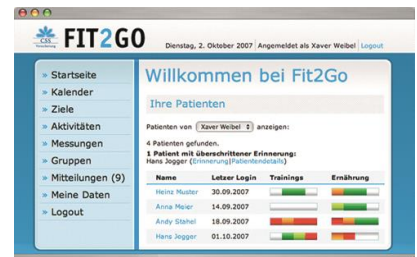 CSS
Versicherung
FIT2GO
Dienstag, 2. Oktober 2007 Angemeldet als Xaver Weibel Logout
» Startseite
» Kalender
» Ziele
» Aktivitäten
» Messungen
» Gruppen
» Mitteilungen (9)
» Meine Daten
» Logout
Willkommen bei Fit2Go
Ihre Patienten
Patienten von Xaver Weibel anzeigen:
4 Patienten gefunden.
1 Patient mit überschrittener Erinnerung:
Hans Jogger (Erinnerung|Patientendetails)
Name Letzer Login Trainings Ernährung
Heinz Muster 30.09.2007
Anna Meier 14.09.2007
Andy Stahel 18.09.2007
Hans Jogger 01.10.2007